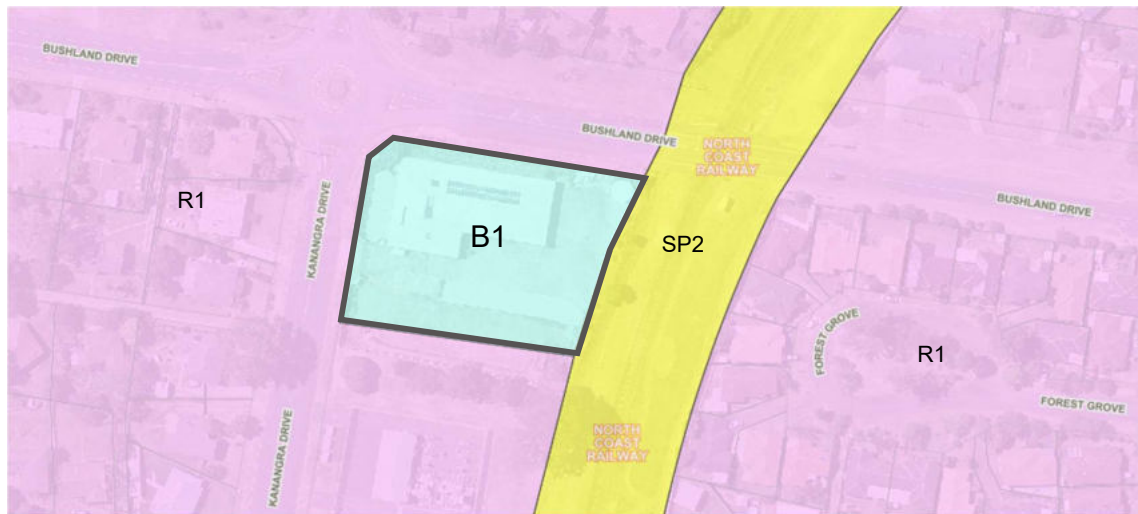 BUSHLAND DRIVE
BUSHLAND DRIVE
NORTH
COAST
RAILWAY
R1
KANANGRA DRIVE
B1
SP2
BUSHLAND DRIVE
FOREST GROVE
R1
FOREST GROVE
KANANGRA DRIVE
NORTH
COAST
RAILWAY